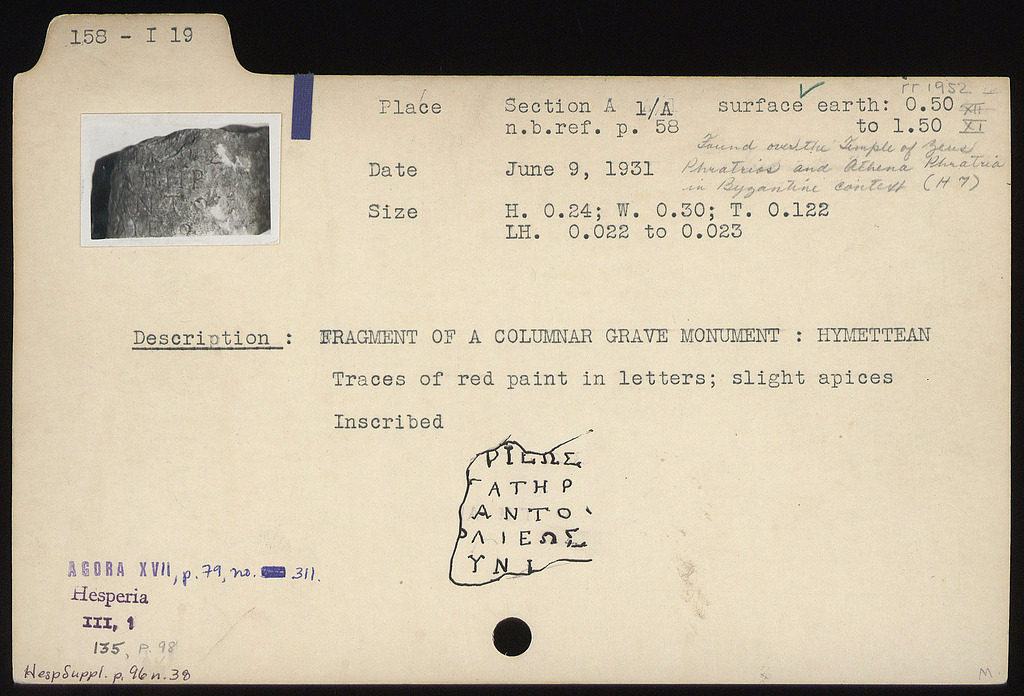 158 - I 19
rr 1952
Place Section A 1/A surface earth: 0.50 XII
n.b.ref. p. 58 to 1.50 XI
Found over the Temple of Zeus
Date June 9, 1931 Phratrios and Athena Phratria
in Byzantine context (H 7)
Size H. 0.24; W. 0.30; T. 0.122
LH. 0.022 to 0.023
Description : FRAGMENT OF A COLUMNAR GRAVE MONUMENT : HYMETTEAN
Traces of red paint in letters; slight apices
Inscribed
ΡΙΕΩΣ
ΑΤΗΡ
ΑΝΤΟ
ΛΙΕΩΣ
ΥΝΙ
AGORA XVII, p. 79, no. 311.
Hesperia
III, 1
135, P. 98
Hesp Suppl. p. 96 n. 38
M.